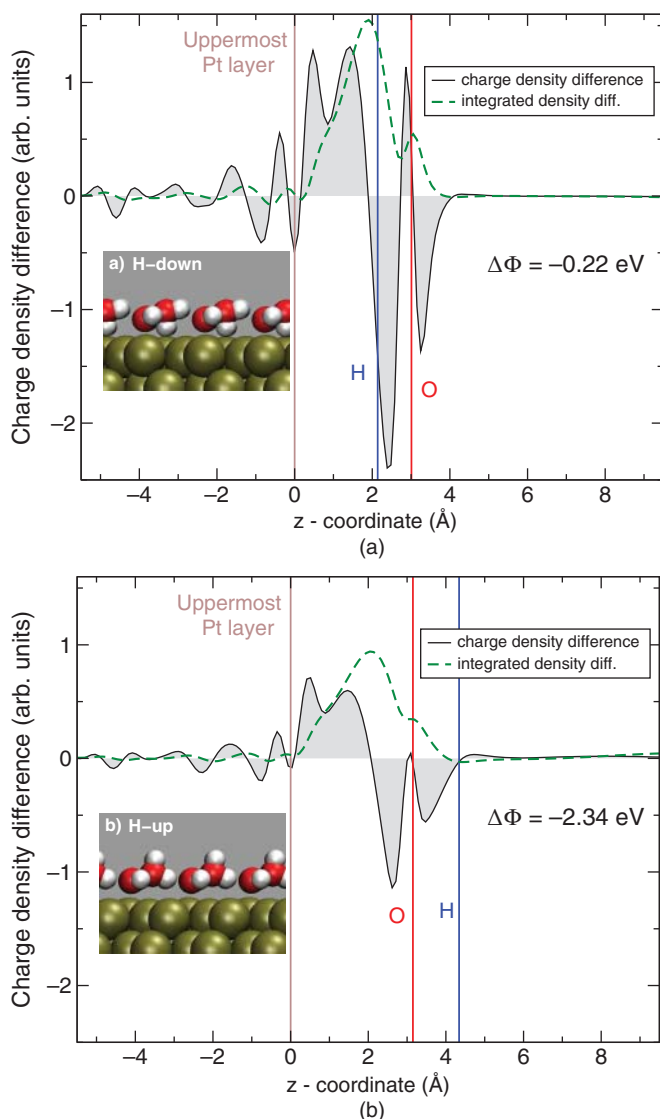 Uppermost
Pt layer
charge density difference
integrated density diff.
Charge density difference (arb. units)
1
0
−1
−2
a) H−down
ΔΦ = −0.22 eV
H
O
−4 −2 0 2 4 6 8
z - coordinate (Å)
(a)
Uppermost
Pt layer
charge density difference
integrated density diff.
Charge density difference (arb. units)
1
0
−1
−2
b) H−up
ΔΦ = −2.34 eV
O
H
−4 −2 0 2 4 6 8
z - coordinate (Å)
(b)